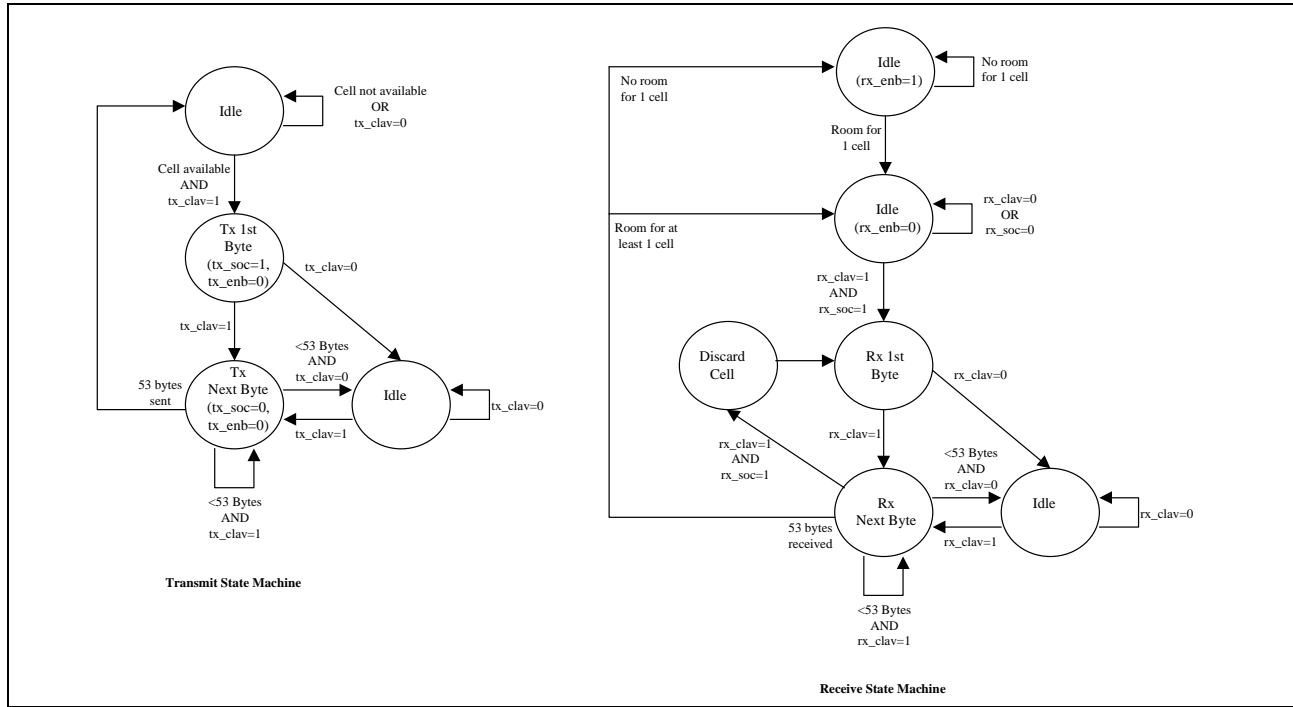 Idle
Cell not available
OR
tx_clav=0
Cell available
AND
tx_clav=1
Tx 1st
Byte
(tx_soc=1,
tx_enb=0)
tx_clav=0
tx_clav=1
<53 Bytes
AND
tx_clav=0
53 bytes
sent
Tx
Next Byte
(tx_soc=0,
tx_enb=0)
tx_clav=1
Idle
tx_clav=0
<53 Bytes
AND
tx_clav=1
Transmit State Machine
No room
for 1 cell
Idle
(rx_enb=1)
No room
for 1 cell
Room for
1 cell
Room for at
least 1 cell
Idle
(rx_enb=0)
rx_clav=0
OR
rx_soc=0
rx_clav=1
AND
rx_soc=1
Discard
Cell
Rx 1st
Byte
rx_clav=0
rx_clav=1
AND
rx_soc=1
rx_clav=1
<53 Bytes
AND
rx_clav=0
53 bytes
received
Rx
Next Byte
rx_clav=1
Idle
rx_clav=0
<53 Bytes
AND
rx_clav=1
Receive State Machine